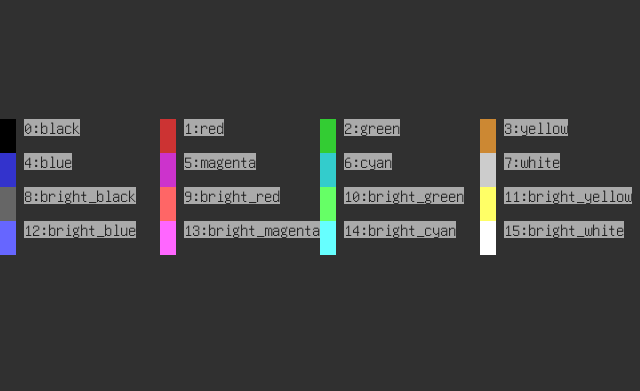 0:black 1:red 2:green 3:yellow
4:blue 5:magenta 6:cyan 7:white
8:bright_black 9:bright_red 10:bright_green 11:bright_yellow
12:bright_blue 13:bright_magenta 14:bright_cyan 15:bright_white